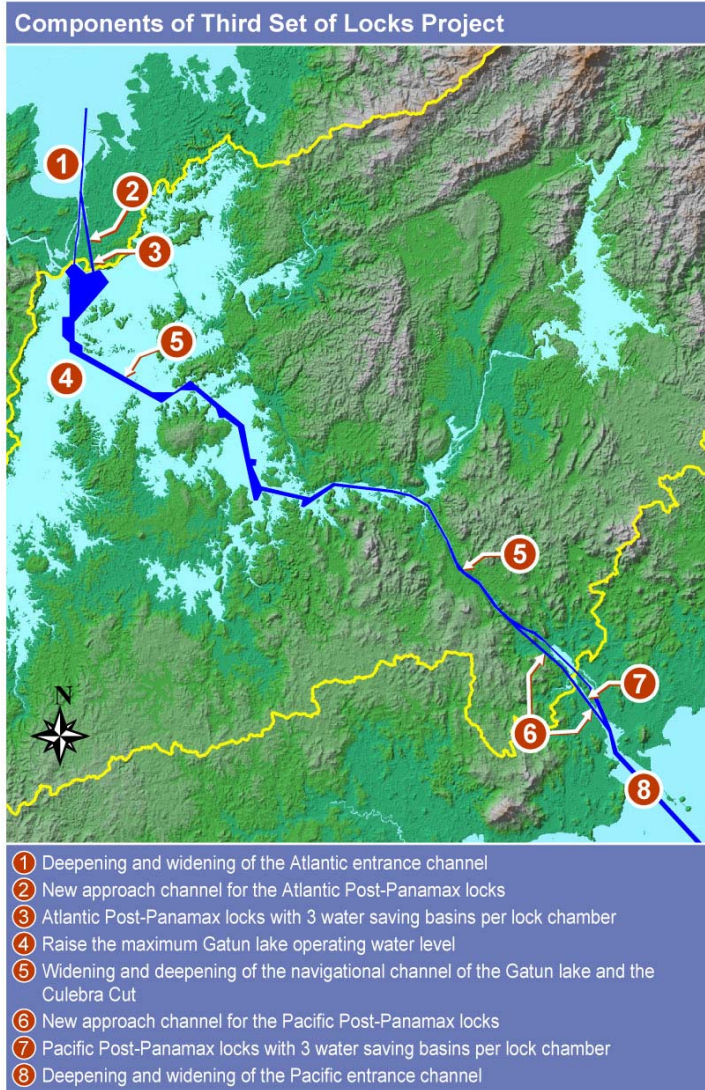 Components of Third Set of Locks Project
1
2
3
5
4
5
7
6
8
N
1 Deepening and widening of the Atlantic entrance channel
2 New approach channel for the Atlantic Post-Panamax locks
3 Atlantic Post-Panamax locks with 3 water saving basins per lock chamber
4 Raise the maximum Gatun lake operating water level
5 Widening and deepening of the navigational channel of the Gatun lake and the
Culebra Cut
6 New approach channel for the Pacific Post-Panamax locks
7 Pacific Post-Panamax locks with 3 water saving basins per lock chamber
8 Deepening and widening of the Pacific entrance channel